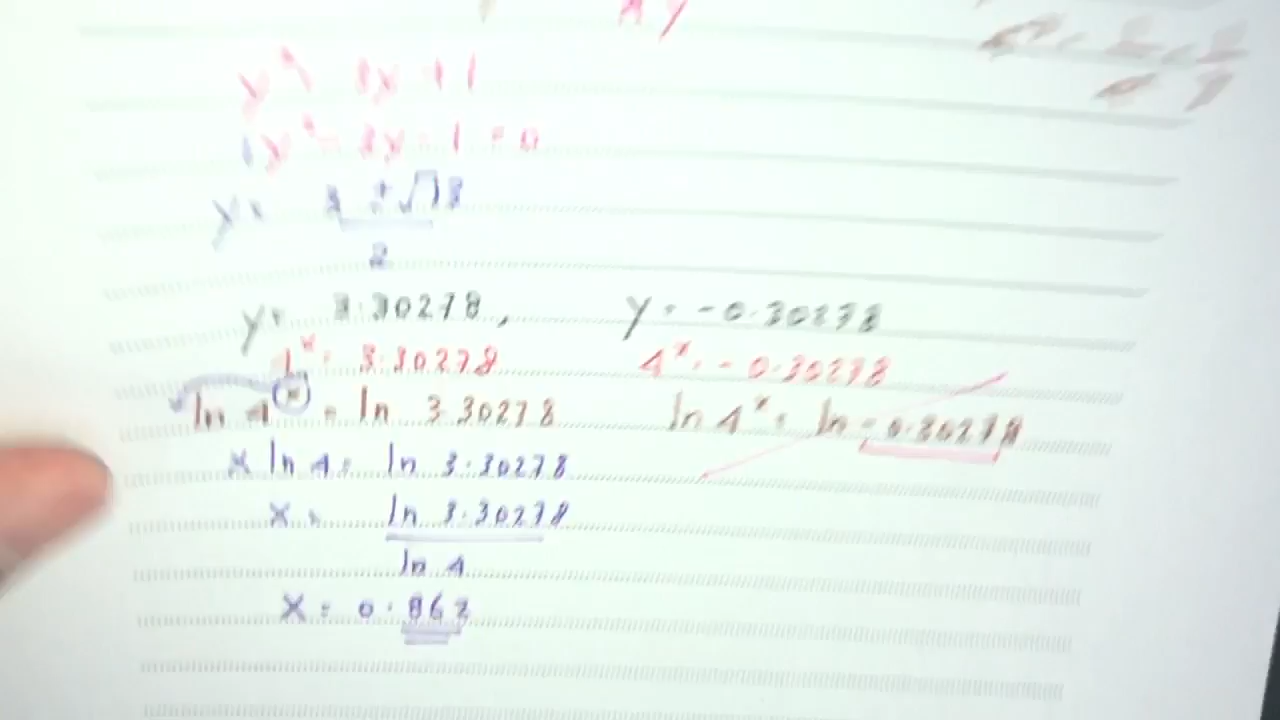 y² = 3y + 1
1y² - 3y - 1 = 0
y = 3 ± √13
2
y = 3.30278, y = -0.30278
4ˣ = 3.30278 4ˣ = -0.30278
ln 4ˣ = ln 3.30278 ln 4ˣ = ln -0.30278
x ln 4 = ln 3.30278
x = ln 3.30278
ln 4
x = 0.862